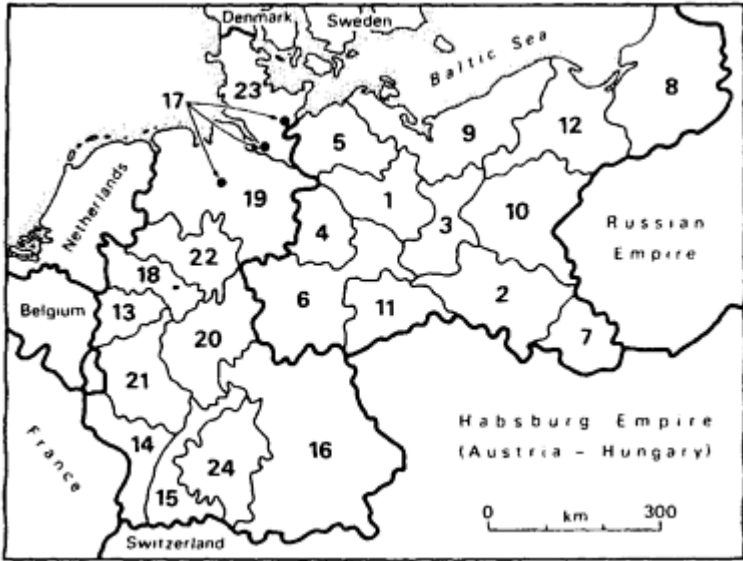 Denmark
Sweden
Baltic Sea
23
17
8
5
9
12
19
1
3
10
Netherlands
4
Russian
Empire
22
18
2
Belgium
13
6
11
7
20
21
Habsburg Empire
(Austria - Hungary)
France
14
16
24
15
0
300
km
Switzerland